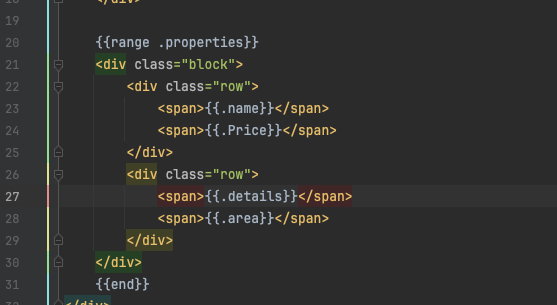 18 </div>
19
20 {{range .properties}}
21 <div class="block">
22 <div class="row">
23 <span>{{.name}}</span>
24 <span>{{.Price}}</span>
25 </div>
26 <div class="row">
27 <span>{{.details}}</span>
28 <span>{{.area}}</span>
29 </div>
30 </div>
31 {{end}}
32 </div>